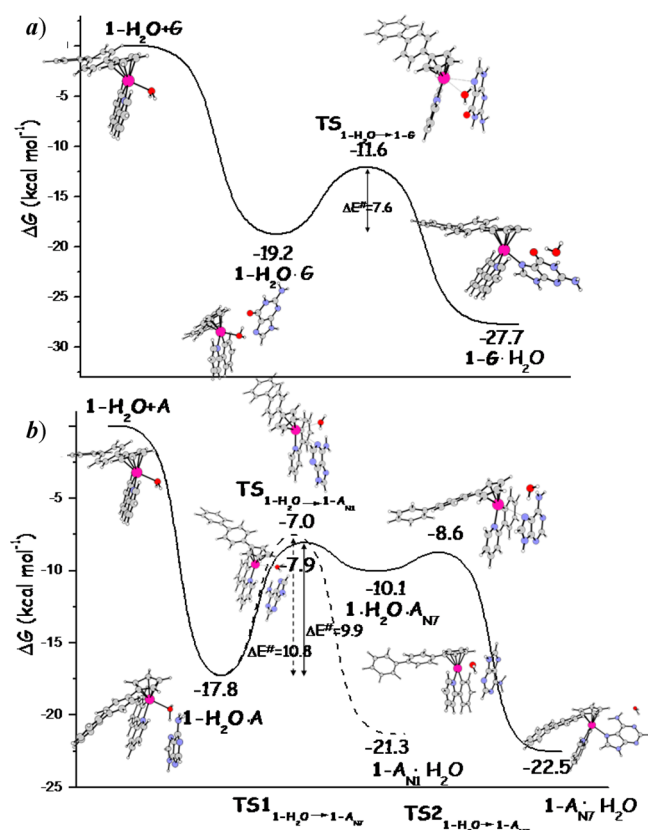 a)
1-H2O+G
TS1-H2O→1-G
-11.6
ΔE#=7.6
-19.2
1-H2O·G
-27.7
1-G·H2O
ΔG (kcal mol-1)
-5
-10
-15
-20
-25
-30
b)
1-H2O+A
TS1-H2O→1-AN1
-7.0
-7.9
-8.6
-10.1
1·H2O·AN7
ΔE#=9.9
ΔE#=10.8
-17.8
1-H2O·A
-21.3
1-AN1·H2O
-22.5
1-AN7·H2O
TS11-H2O→1-AN7
TS21-H2O→1-A
ΔG (kcal mol-1)
-5
-10
-15
-20
-25